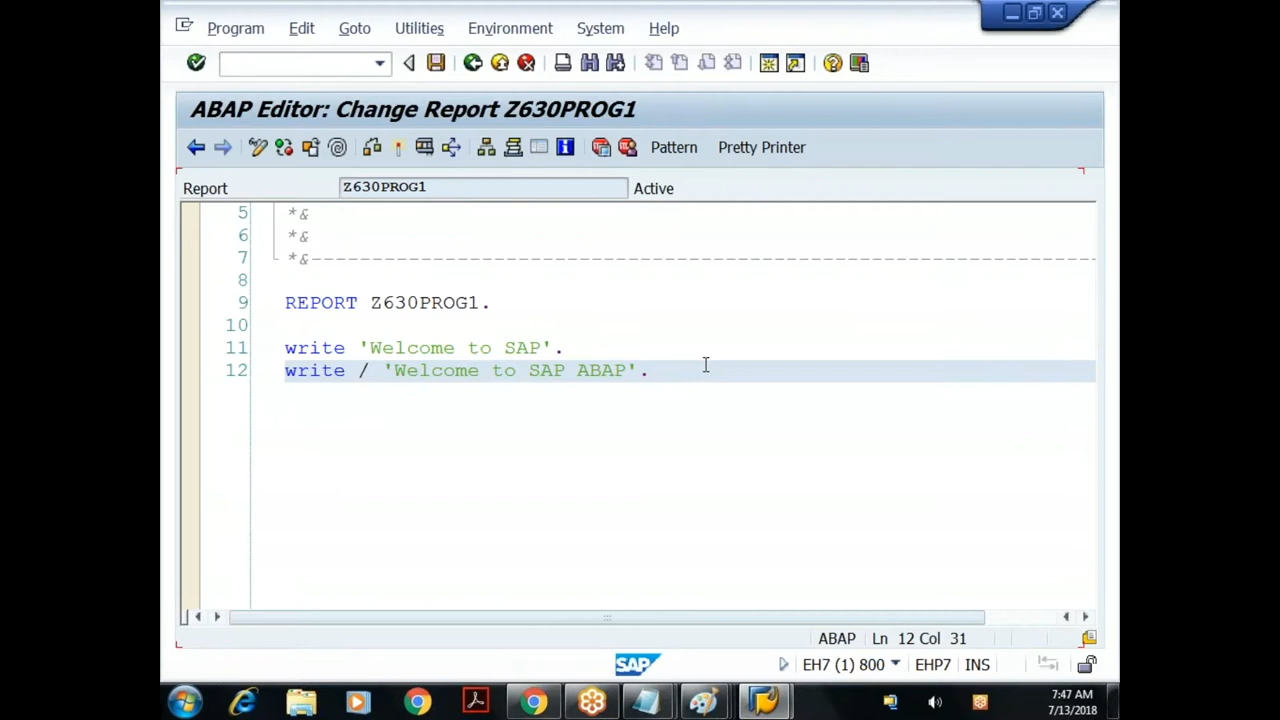 Program Edit Goto Utilities Environment System Help
ABAP Editor: Change Report Z630PROG1
Pattern Pretty Printer
Report Z630PROG1 Active
5 *&
6 *&
7 *&---------------------------------------------------------------------
8
9 REPORT Z630PROG1.
10
11 write 'Welcome to SAP'.
12 write / 'Welcome to SAP ABAP'.
ABAP Ln 12 Col 31
SAP EH7 (1) 800 EHP7 INS
7:47 AM
7/13/2018